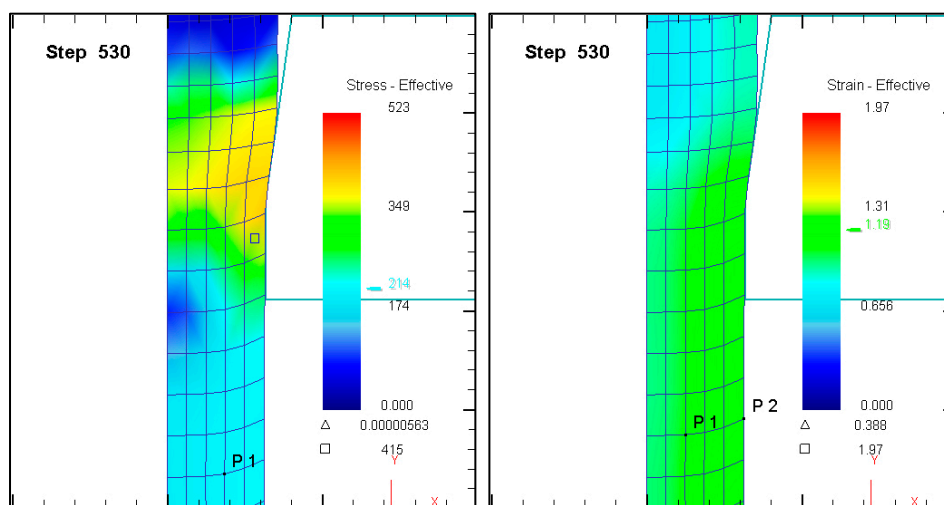 Step 530
Stress - Effective
523
349
214
174
0.000
△ 0.00000563
□ 415
P 1
Y
X
Step 530
Strain - Effective
1.97
1.31
1.19
0.656
0.000
△ 0.388
□ 1.97
P 1
P 2
Y
X